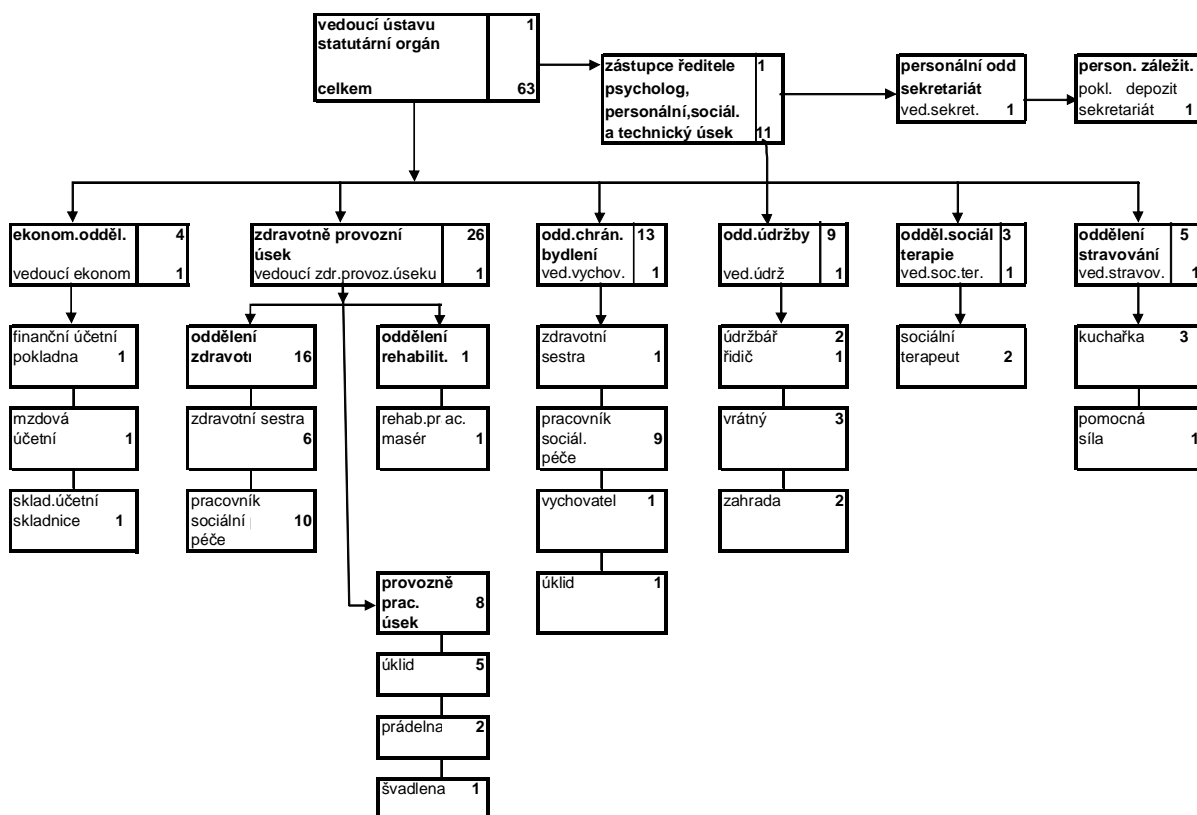 vedoucí ústavu 1
statutární orgán
celkem 63
zástupce ředitele 1
psycholog,
personální,sociál.
a technický úsek 11
personální odd
sekretariát
ved.sekret. 1
person. záležit.
pokl. depozit
sekretariát 1
ekonom.odděl. 4
vedoucí ekonom 1
zdravotně provozní 26
úsek
vedoucí zdr.provoz.úseku 1
odd.chrán. 13
bydlení
ved.vychov. 1
odd.údržby 9
ved.údrž 1
odděl.sociál 3
terapie
ved.soc.ter. 1
oddělení 5
stravování
ved.stravov. 1
finanční účetní
pokladna 1
oddělení
zdravotn 16
oddělení
rehabilit. 1
zdravotní
sestra 1
údržbář 2
řidič 1
sociální
terapeut 2
kuchařka 3
mzdová
účetní 1
zdravotní sestra
6
rehab.pr ac.
masér 1
pracovník
sociál. 9
péče
vrátný 3
pomocná
síla 1
sklad.účetní
skladnice 1
pracovník
sociální p 10
péče
vychovatel 1
zahrada 2
provozně
prac. 8
úsek
úklid 1
úklid 5
prádelna 2
švadlena 1